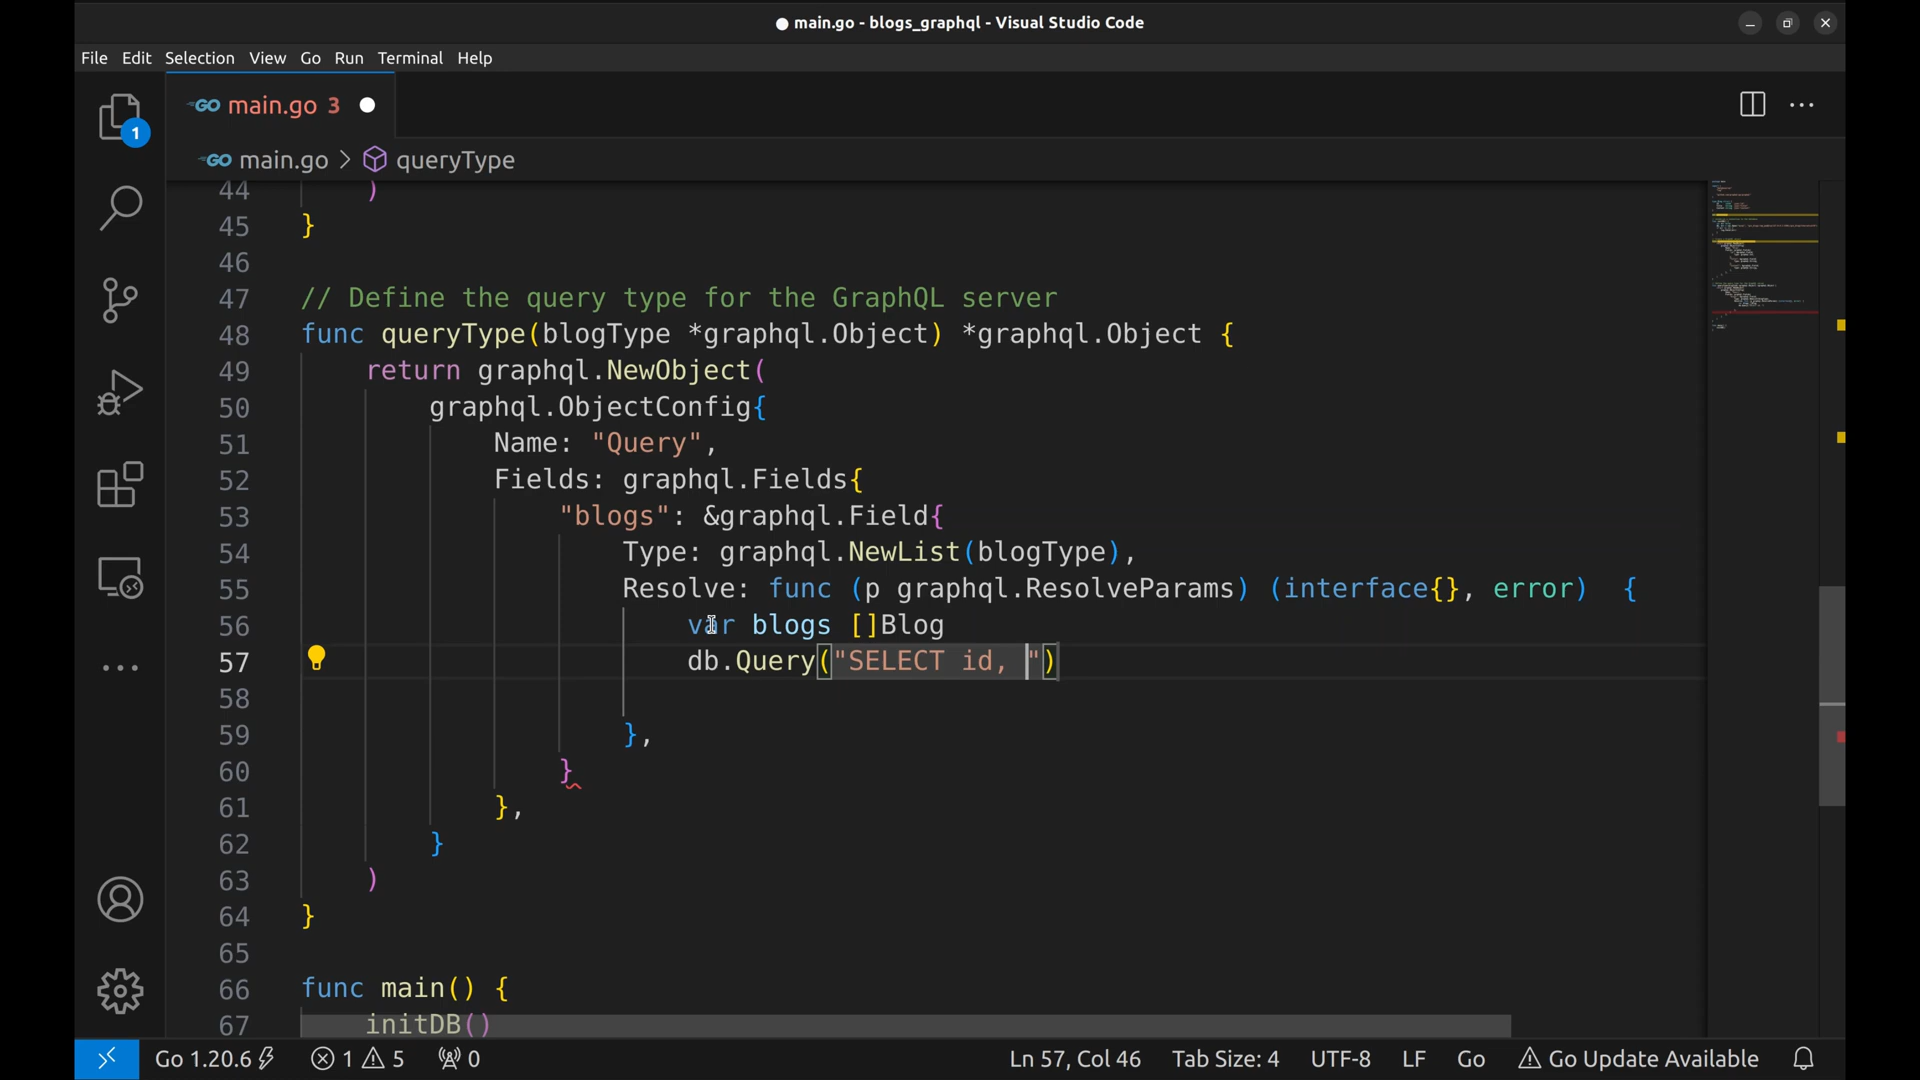 main.go - blogs_graphql - Visual Studio Code
File Edit Selection View Go Run Terminal Help
GO main.go 3
GO main.go > queryType
1
44 )
45 }
46
47 // Define the query type for the GraphQL server
48 func queryType(blogType *graphql.Object) *graphql.Object {
49 return graphql.NewObject(
50 graphql.ObjectConfig{
51 Name: "Query",
52 Fields: graphql.Fields{
53 "blogs": &graphql.Field{
54 Type: graphql.NewList(blogType),
55 Resolve: func (p graphql.ResolveParams) (interface{}, error) {
56 var blogs []Blog
57 db.Query("SELECT id, ")
58
59 },
60 }
61 },
62 }
63 )
64 }
65
66 func main() {
67 initDB()
Go 1.20.6 1 5 0 Ln 57, Col 46 Tab Size: 4 UTF-8 LF Go Go Update Available